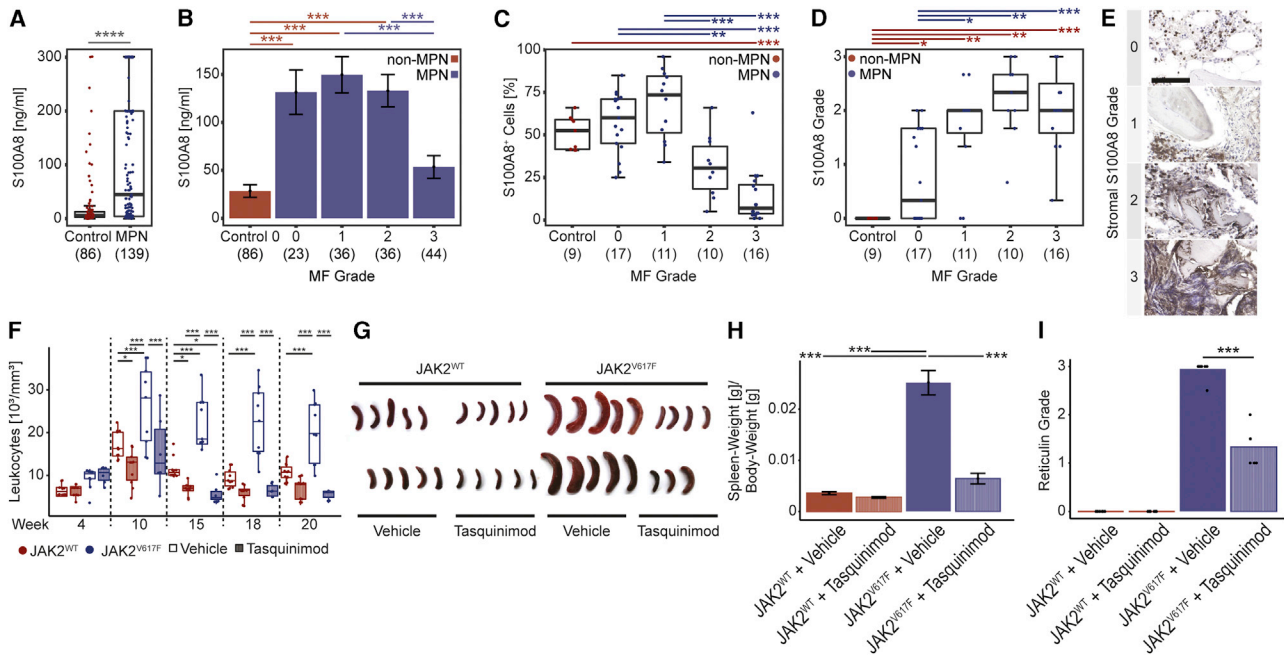 A
****
S100A8 [ng/ml]
300
200
100
0
Control MPN
(86) (139)
B
*** ***
*** ***
***
non-MPN
MPN
S100A8 [ng/ml]
150
100
50
0
Control 0 0 1 2 3
(86) (23) (36) (36) (44)
MF Grade
C
***
***
**
***
non-MPN
MPN
S100A8⁺ Cells [%]
100
75
50
25
0
Control 0 1 2 3
(9) (17) (11) (10) (16)
MF Grade
D
*** ***
** **
** *
*
non-MPN
MPN
S100A8 Grade
3
2
1
0
Control 0 1 2 3
(9) (17) (11) (10) (16)
MF Grade
E
Stromal S100A8 Grade
0
1
2
3
F
*** *** *** *** * *** *** *** ***
*** *** *** ***
* *
Leukocytes [10³/mm³]
30
20
10
Week 4 10 15 18 20
JAK2ᵂᵀ JAK2ⱽ⁶¹⁷ᶠ Vehicle Tasquinimod
G
JAK2ᵂᵀ JAK2ⱽ⁶¹⁷ᶠ
Vehicle Tasquinimod Vehicle Tasquinimod
H
*** *** ***
Spleen-Weight [g]/
Body-Weight [g]
0.02
0.01
0
JAK2ᵂᵀ + Vehicle
JAK2ᵂᵀ + Tasquinimod
JAK2ⱽ⁶¹⁷ᶠ + Vehicle
JAK2ⱽ⁶¹⁷ᶠ + Tasquinimod
I
***
Reticulin Grade
3
2
1
0
JAK2ᵂᵀ + Vehicle
JAK2ᵂᵀ + Tasquinimod
JAK2ⱽ⁶¹⁷ᶠ + Vehicle
JAK2ⱽ⁶¹⁷ᶠ + Tasquinimod